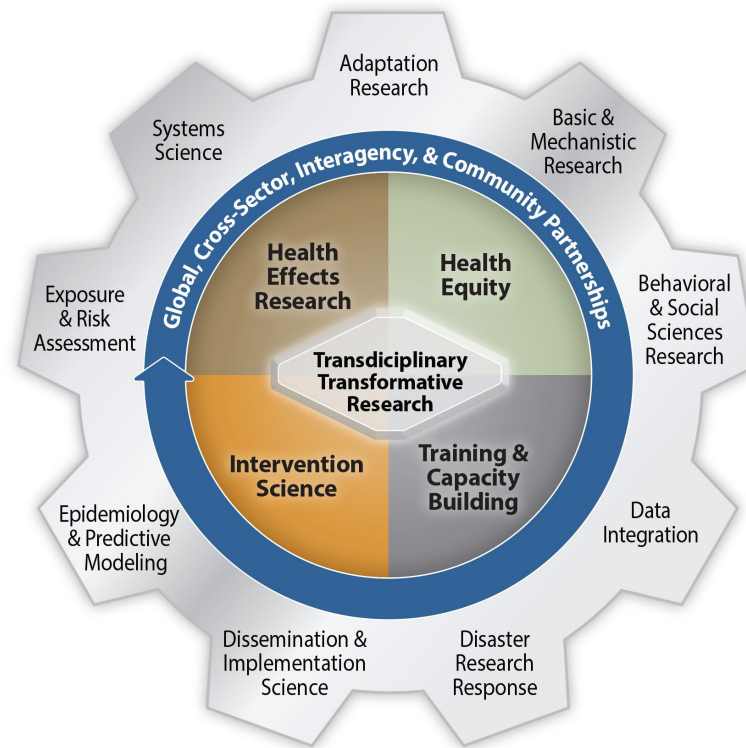 Adaptation
Research
Basic &
Mechanistic
Research
Behavioral
& Social
Sciences
Research
Data
Integration
Disaster
Research
Response
Dissemination &
Implementation
Science
Epidemiology
& Predictive
Modeling
Exposure
& Risk
Assessment
Systems
Science
Global, Cross-Sector, Interagency, & Community Partnerships
Health
Effects
Research
Health
Equity
Transdiciplinary
Transformative
Research
Intervention
Science
Training &
Capacity
Building